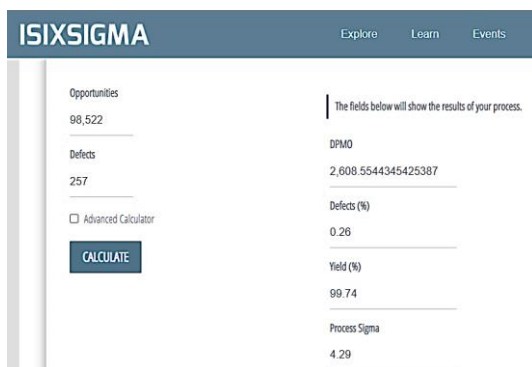 ISIXSIGMA
Explore Learn Events
Opportunities
98,522
Defects
257
Advanced Calculator
CALCULATE
The fields below will show the results of your process.
DPMO
2,608.5544345425387
Defects (%)
0.26
Yield (%)
99.74
Process Sigma
4.29